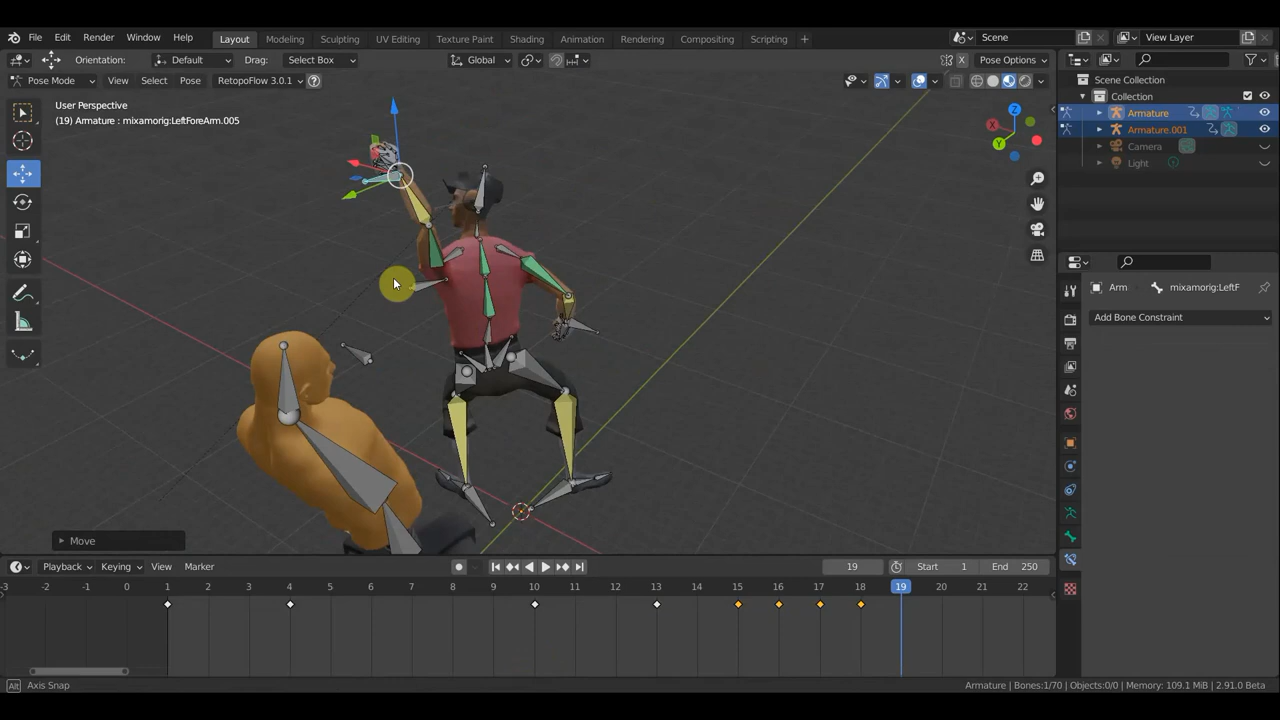 File Edit Render Window Help Layout Modeling Sculpting UV Editing Texture Paint Shading Animation Rendering Compositing Scripting + Scene View Layer
Orientation: Default Drag: Select Box Global X Pose Options
Pose Mode View Select Pose RetopoFlow 3.0.1 ?
Scene Collection
Collection
Armature
Armature.001
Camera
Light
User Perspective
(19) Armature : mixamorig:LeftForeArm.005
Z
X
Y
Arm mixamorig:LeftF
Add Bone Constraint
Move
Playback Keying View Marker 19 Start 1 End 250
-3 -2 -1 0 1 2 3 4 5 6 7 8 9 10 11 12 13 14 15 16 17 18 19 20 21 22
Alt Axis Snap Armature | Bones:1/70 | Objects:0/0 | Memory: 109.1 MiB | 2.91.0 Beta